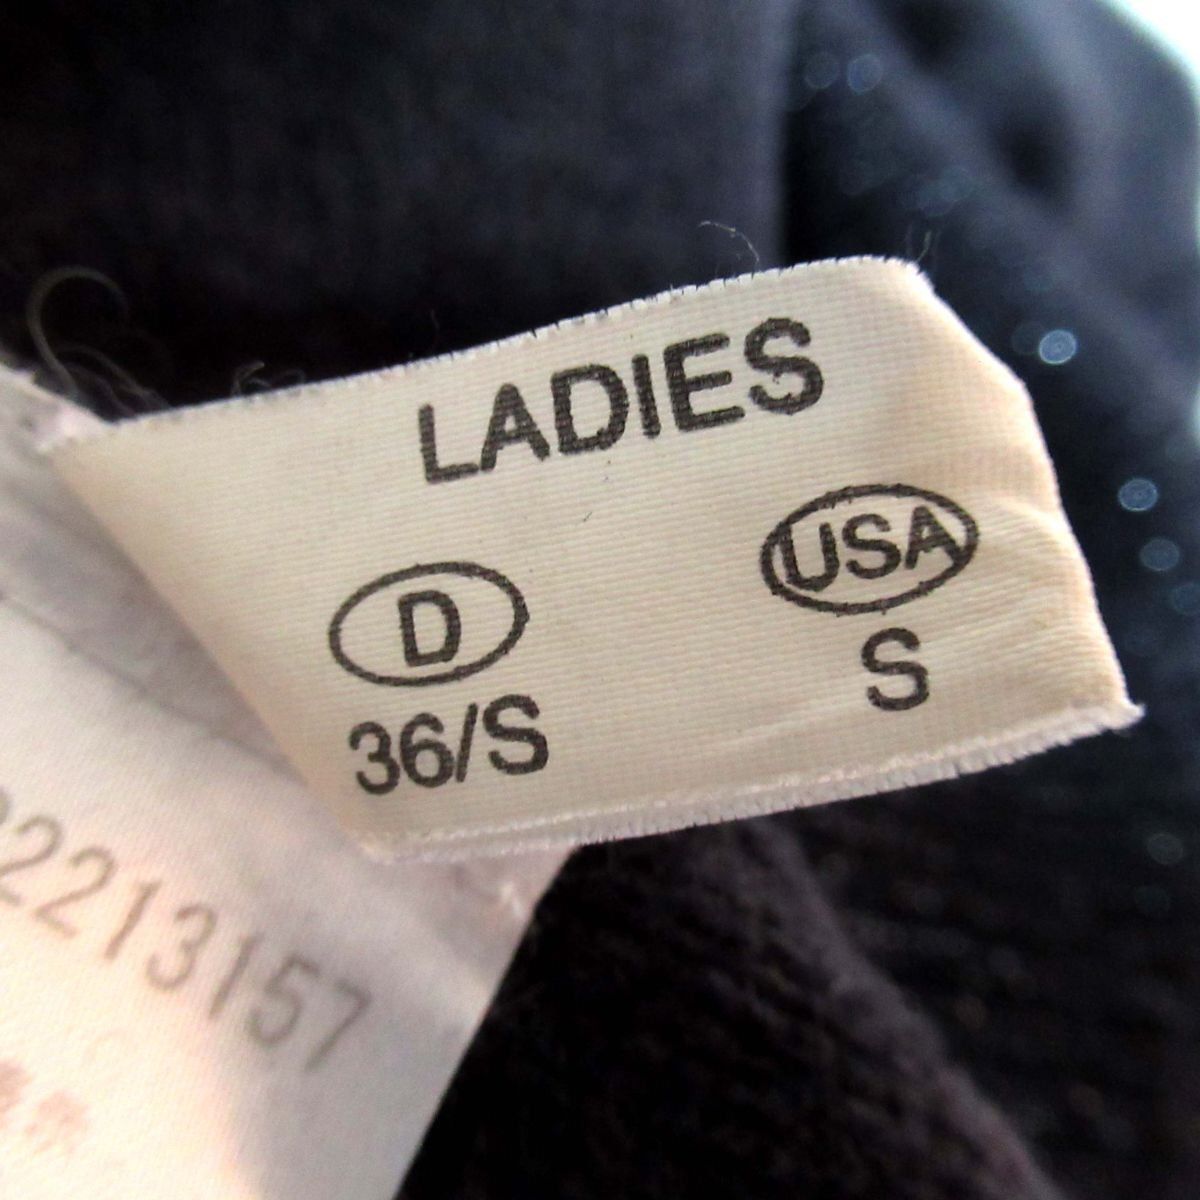 LADIES
D USA
36/S S
2213157